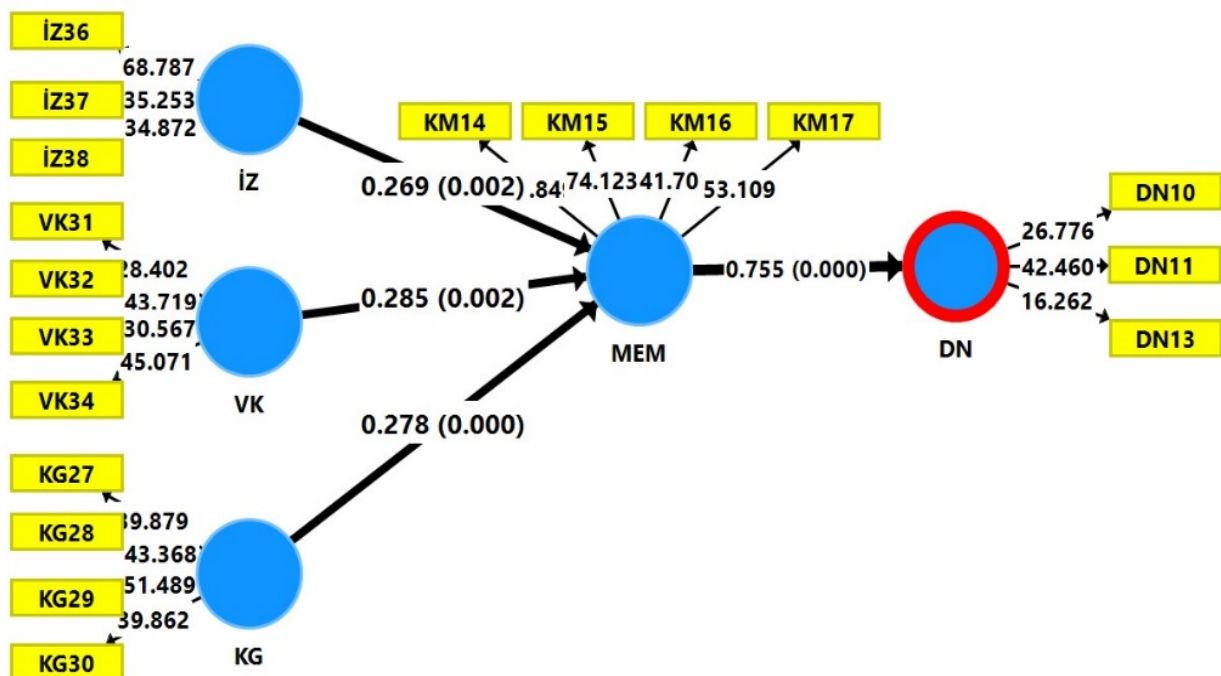 İZ36
İZ37
İZ38
68.787
35.253
34.872
İZ
VK31
VK32
VK33
VK34
43.719
30.567
45.071
VK
KG27
KG28
KG29
KG30
43.368
51.489
KG
0.269 (0.002)
0.285 (0.002)
0.278 (0.000)
KM14
KM15
KM16
KM17
74.123
41.70
53.109
MEM
0.755 (0.000)
DN
26.776
42.460
16.262
DN10
DN11
DN13